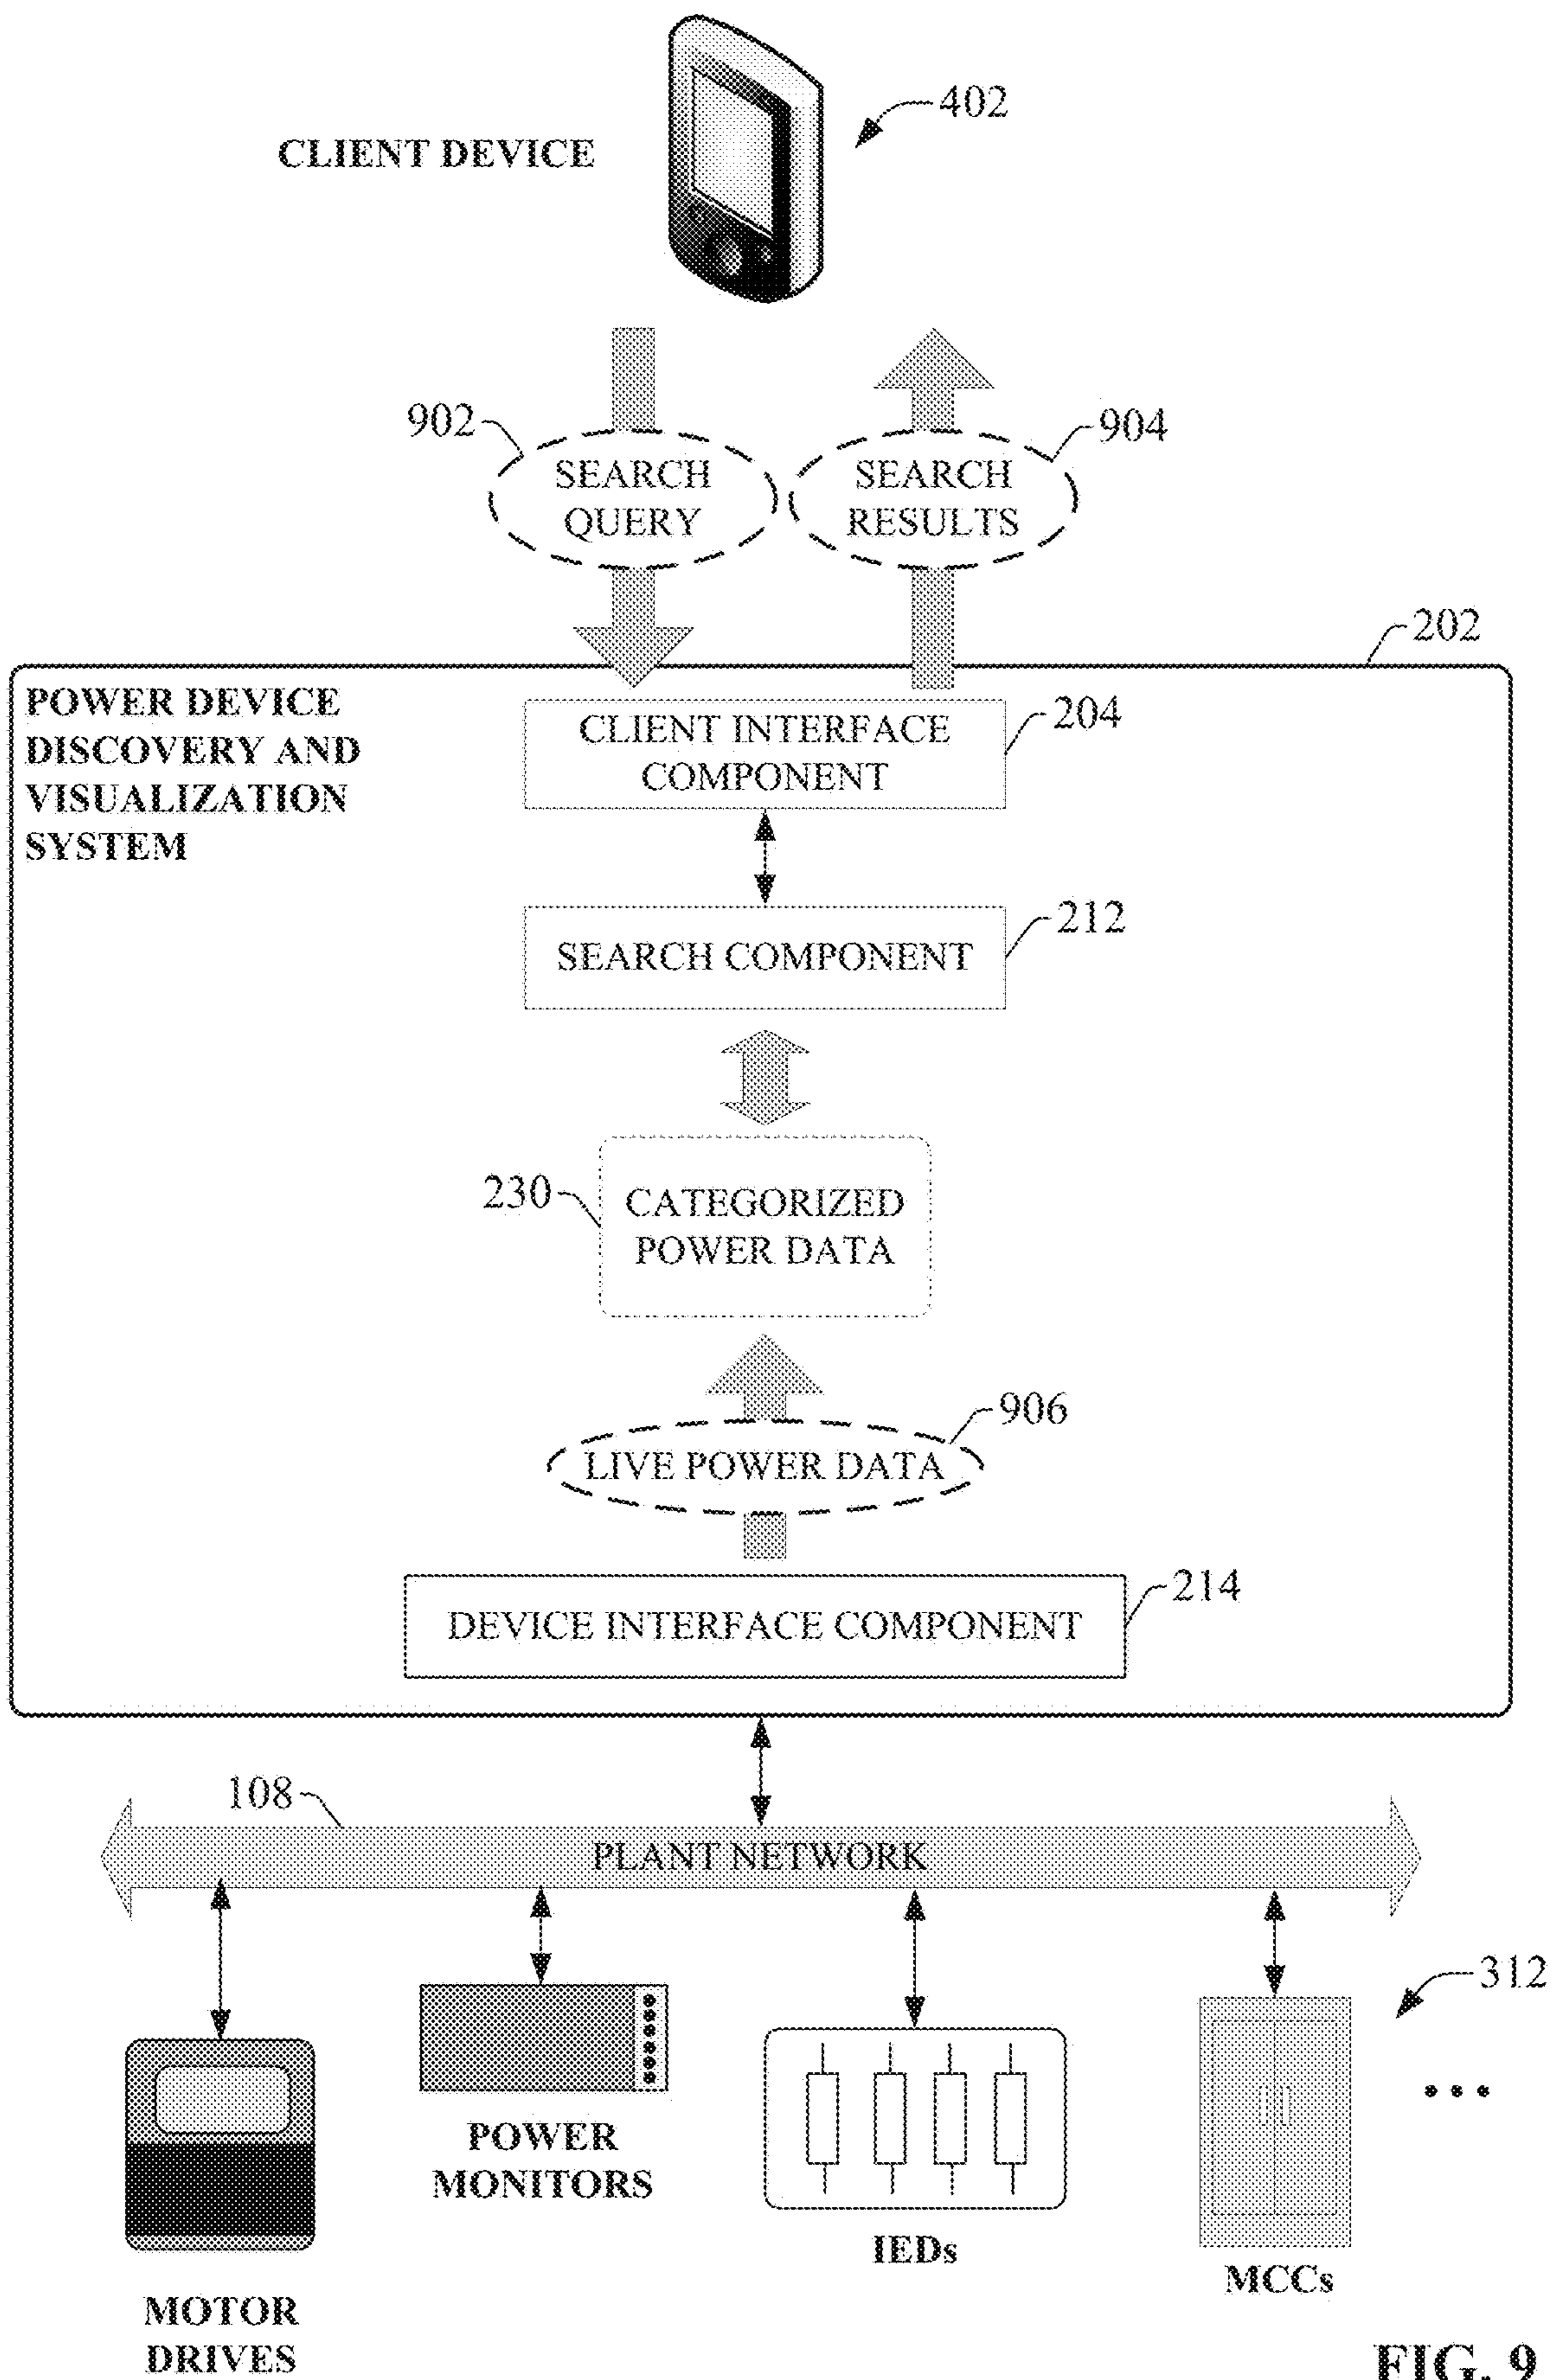 402
CLIENT DEVICE
902
904
SEARCH
QUERY
SEARCH
RESULTS
202
POWER DEVICE
DISCOVERY AND
VISUALIZATION
SYSTEM
CLIENT INTERFACE
COMPONENT
204
212
SEARCH COMPONENT
230
CATEGORIZED
POWER DATA
906
LIVE POWER DATA
214
DEVICE INTERFACE COMPONENT
108
PLANT NETWORK
312
...
POWER
MONITORS
IEDs
MCCs
MOTOR
DRIVES
FIG. 9